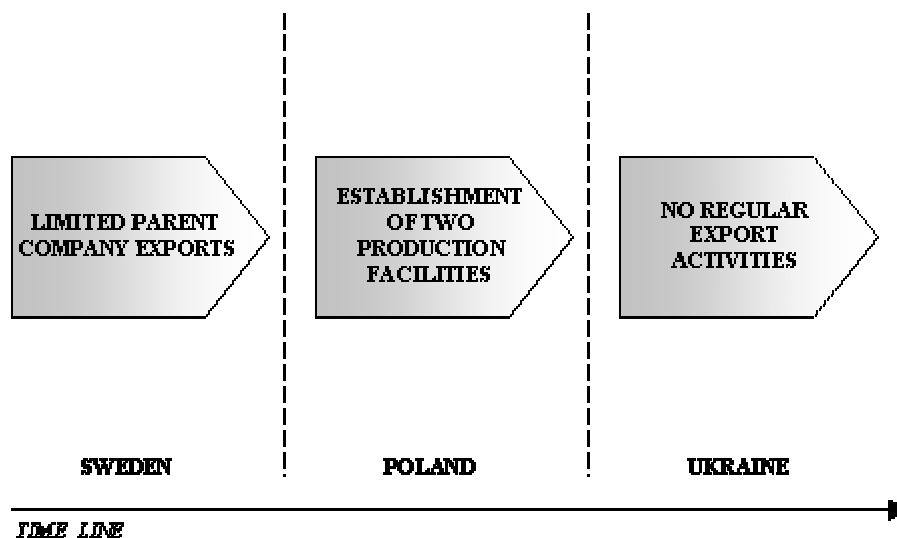 LIMITED PARENT
COMPANY EXPORTS
ESTABLISHMENT
OF TWO
PRODUCTION
FACILITIES
NO REGULAR
EXPORT
ACTIVITIES
SWEDEN
POLAND
UKRAINE
TIME LINE